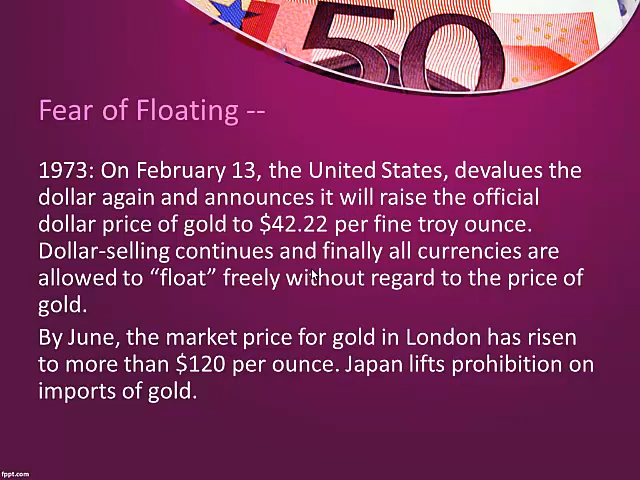 50
Fear of Floating --
1973: On February 13, the United States, devalues the
dollar again and announces it will raise the official
dollar price of gold to $42.22 per fine troy ounce.
Dollar-selling continues and finally all currencies are
allowed to “float” freely without regard to the price of
gold.
By June, the market price for gold in London has risen
to more than $120 per ounce. Japan lifts prohibition on
imports of gold.
fppt.com